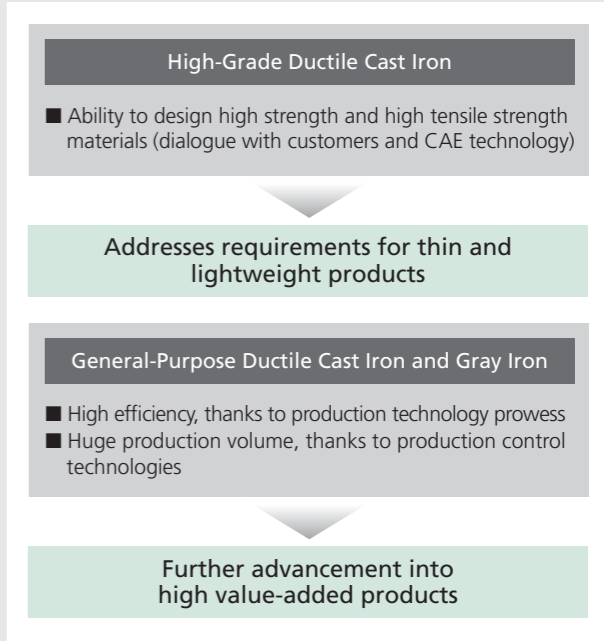 High-Grade Ductile Cast Iron
■ Ability to design high strength and high tensile strength
materials (dialogue with customers and CAE technology)
Addresses requirements for thin and
lightweight products
General-Purpose Ductile Cast Iron and Gray Iron
■ High efficiency, thanks to production technology prowess
■ Huge production volume, thanks to production control
technologies
Further advancement into
high value-added products